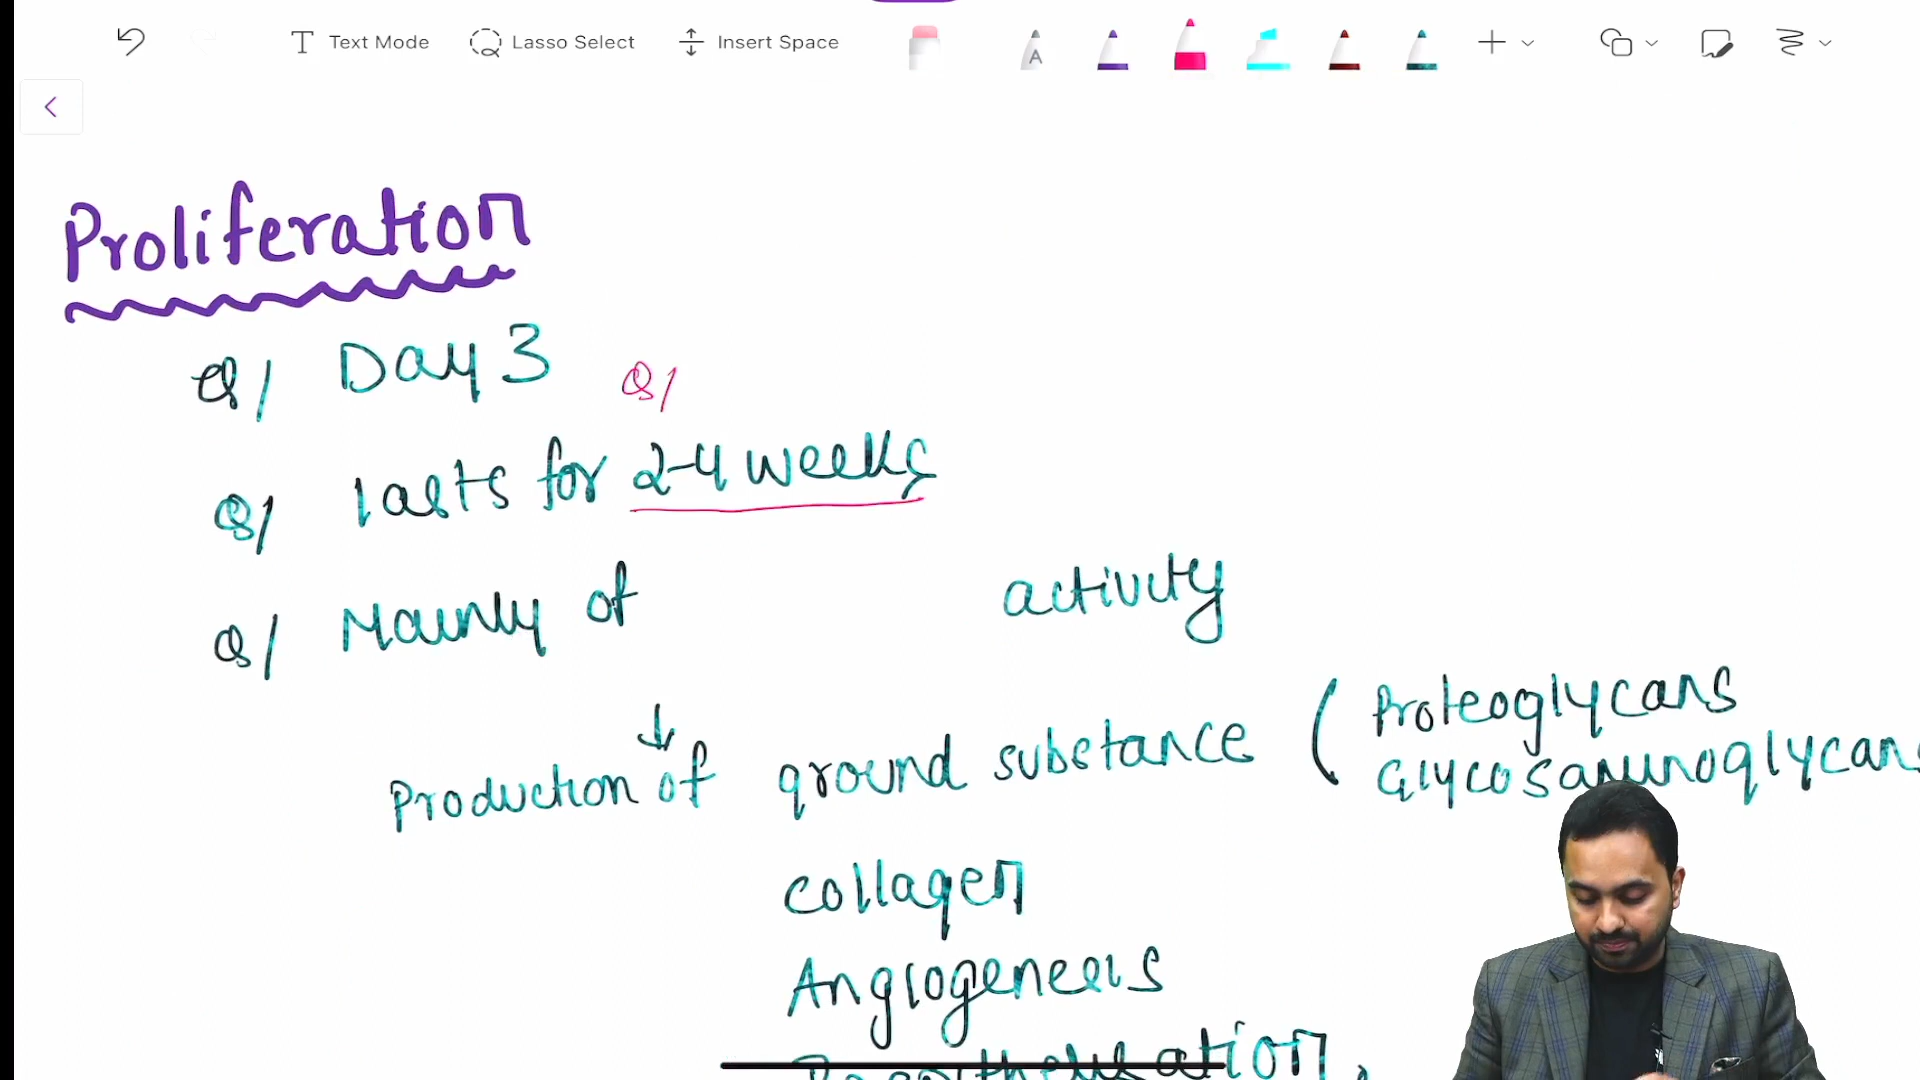 Text Mode Lasso Select Insert Space
A
Proliferation
Q/ Day 3 Q/
Q/ lasts for 2-4 weeks
Q/ Mainly of activity
↓
Production of ground substance ( Proteoglycans
Glycosaminoglycans
collagen
Angiogenesis